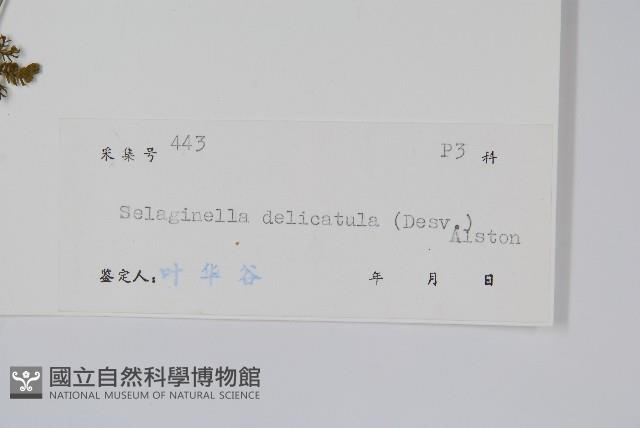 采集号 443 P3 科
Selaginella delicatula (Desv.)
Alston
鉴定人: 叶华谷 年 月 日
國立自然科學博物館
NATIONAL MUSEUM OF NATURAL SCIENCE